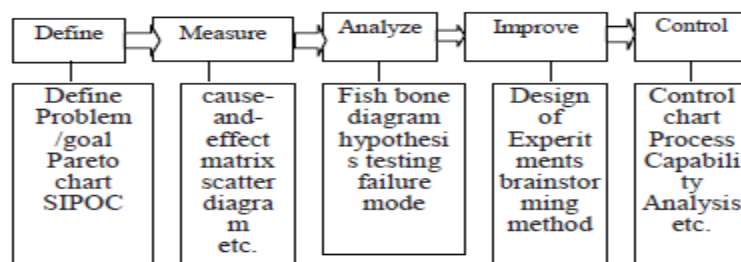 Define
Measure
Analyze
Improve
Control
Define
Problem
/goal
Pareto
chart
SIPOC
cause-
and-
effect
matrix
scatter
diagra
m
etc.
Fish bone
diagram
hypothesi
s testing
failure
mode
Design
of
Experit
ments
brainstor
ming
method
Control
chart
Process
Capabili
ty
Analysis
etc.